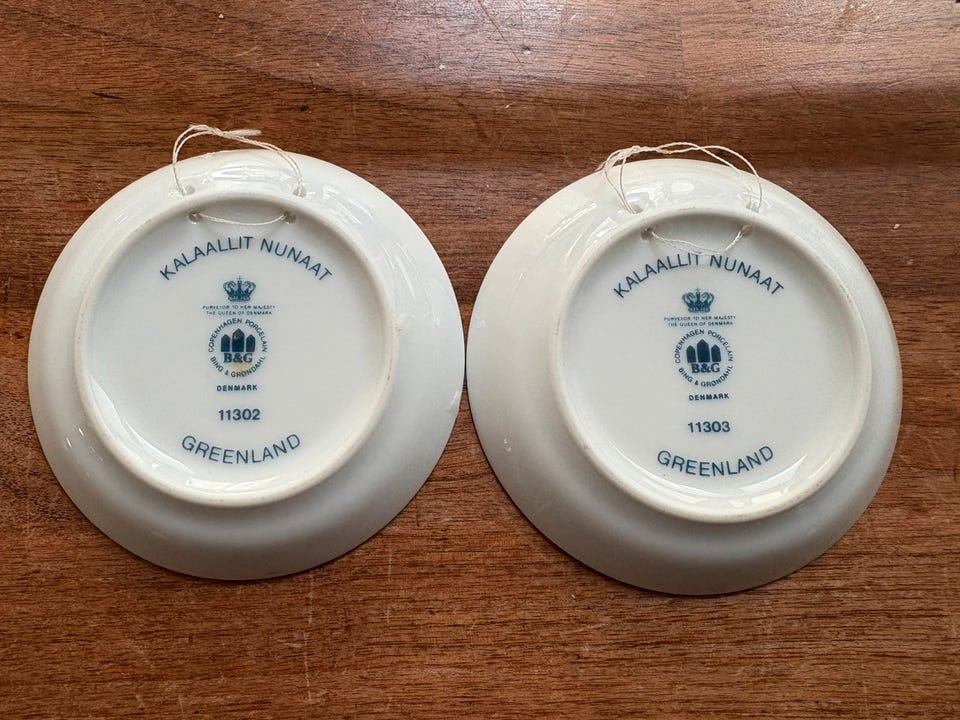 KALAALLIT NUNAAT
PURVEYOR TO HER MAJESTY
THE QUEEN OF DENMARK
COPENHAGEN PORCELAIN
B&G
BING & GRØNDAHL
DENMARK
11302
GREENLAND
KALAALLIT NUNAAT
PURVEYOR TO HER MAJESTY
THE QUEEN OF DENMARK
COPENHAGEN PORCELAIN
B&G
BING & GRØNDAHL
DENMARK
11303
GREENLAND